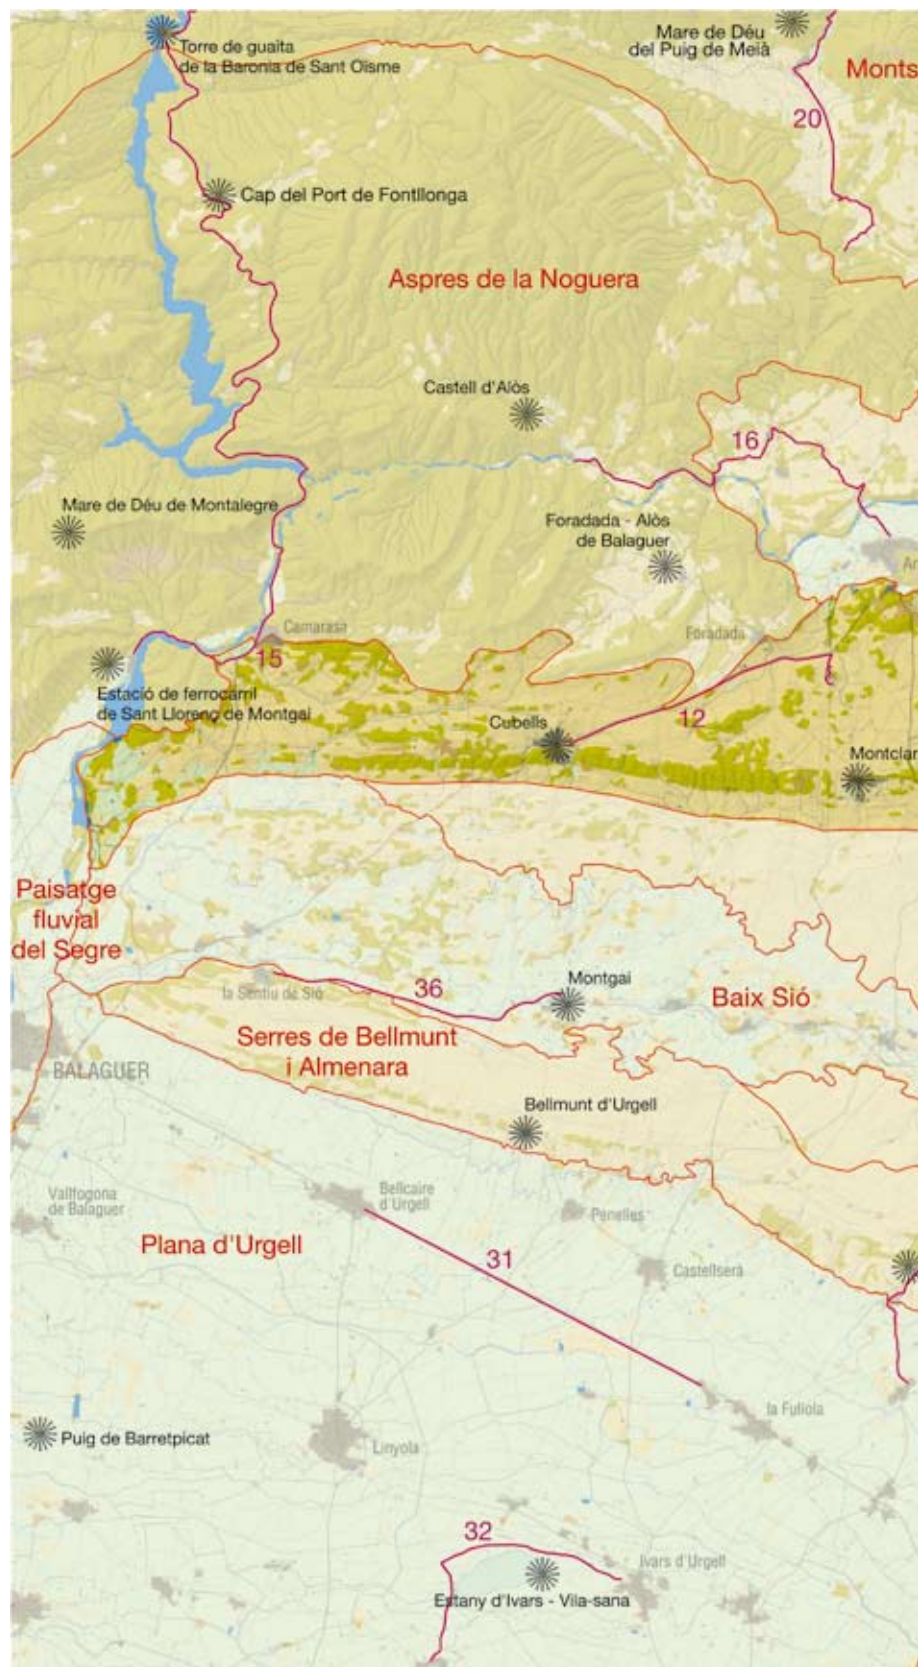 Torre de guaita
de la Baronia de Sant Oïsme
Mare de Déu
del Puig de Meià
Monts
20
Cap del Port de Fontllonga
Aspres de la Noguera
Castell d'Alòs
16
Mare de Déu de Montalegre
Foradada - Alòs
de Balaguer
Ar
Camarasa
Foradada
15
Estació de ferrocarril
de Sant Llorenç de Montgai
12
Cubells
Montclar
Paisatge
fluvial
del Segre
la Sentiu de Sió
36
Montgai
Baix Sió
Serres de Bellmunt
i Almenara
BALAGUER
Bellmunt d'Urgell
Vallfogona
de Balaguer
Bellcaire
d'Urgell
Penelles
Plana d'Urgell
31
Castellserà
la Fuliola
Puig de Barretpicat
Linyola
32
Ivars d'Urgell
Estany d'Ivars - Vila-sana